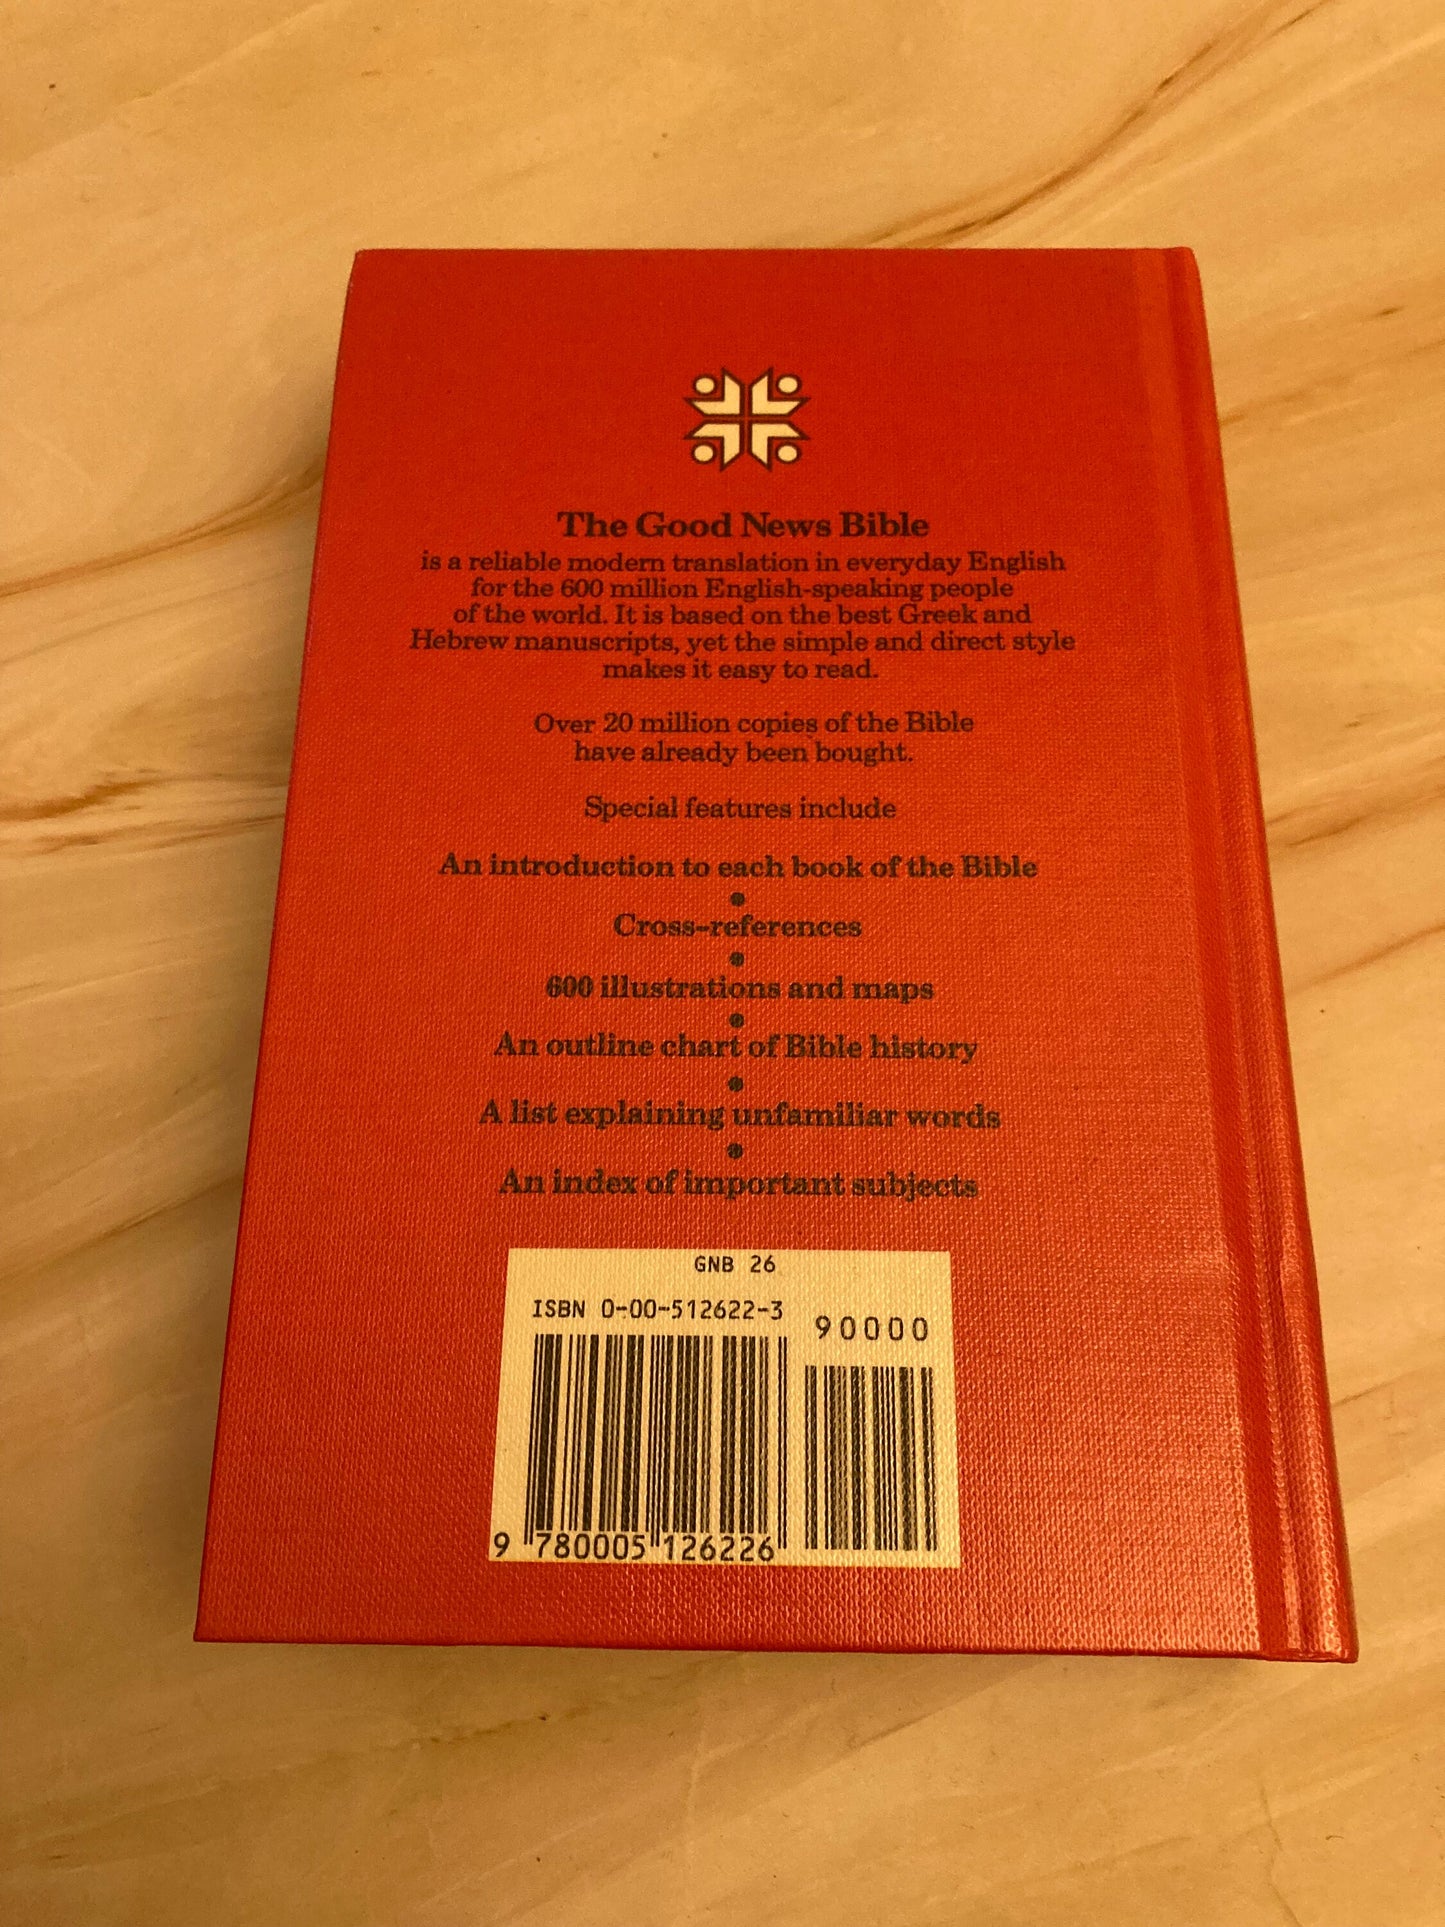 The Good News Bible
is a reliable modern translation in everyday English
for the 600 million English-speaking people
of the world. It is based on the best Greek and
Hebrew manuscripts, yet the simple and direct style
makes it easy to read.
Over 20 million copies of the Bible
have already been bought.
Special features include
An introduction to each book of the Bible
•
Cross-references
•
600 illustrations and maps
•
An outline chart of Bible history
•
A list explaining unfamiliar words
•
An index of important subjects
GNB 26
ISBN 0-00-512622-3
90000
9 780005 126226